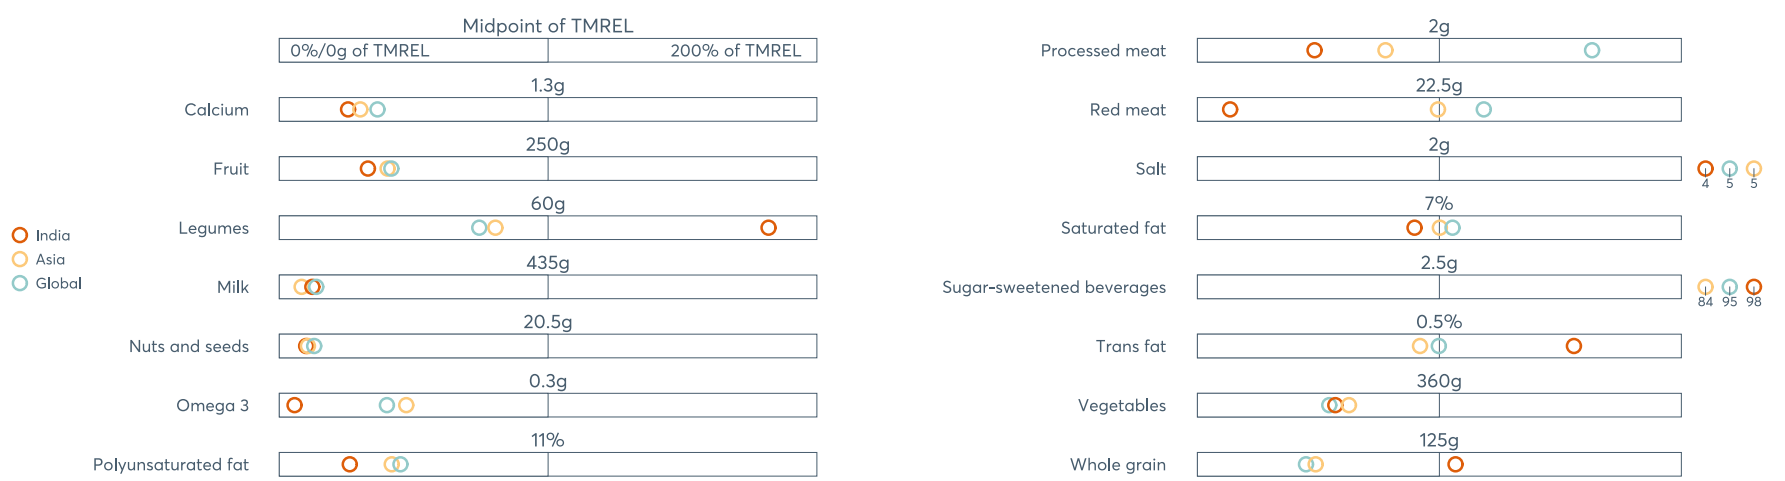 Midpoint of TMREL
0%/0g of TMREL 200% of TMREL
1.3g
Calcium
250g
Fruit
60g
Legumes
435g
Milk
20.5g
Nuts and seeds
0.3g
Omega 3
11%
Polyunsaturated fat
India
Asia
Global
2g
Processed meat
22.5g
Red meat
2g
Salt
4 5 5
7%
Saturated fat
2.5g
Sugar-sweetened beverages
84 95 98
0.5%
Trans fat
360g
Vegetables
125g
Whole grain